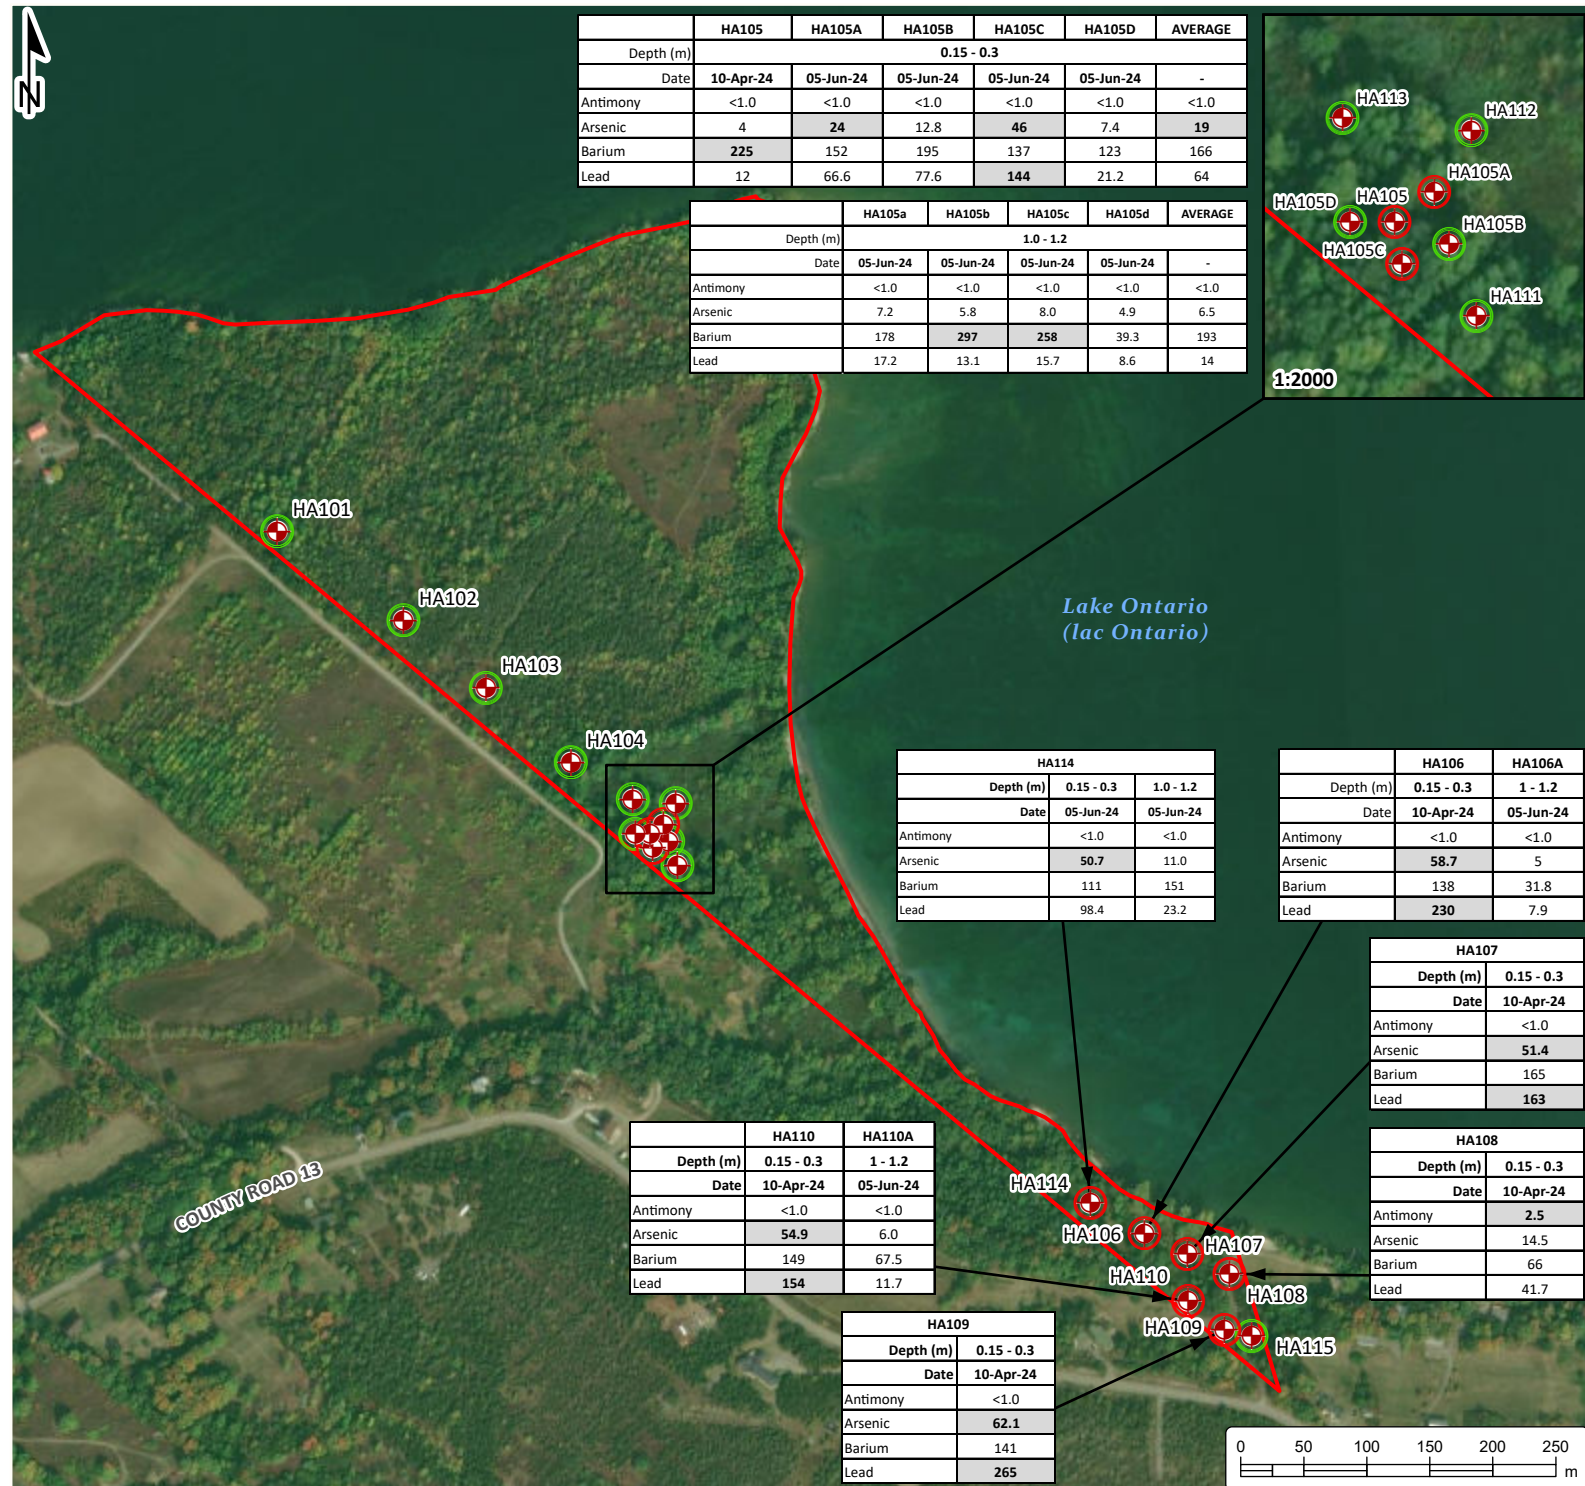 N
HA105 HA105A HA105B HA105C HA105D AVERAGE
Depth (m) 0.15 - 0.3
Date 10-Apr-24 05-Jun-24 05-Jun-24 05-Jun-24 05-Jun-24 -
Antimony <1.0 <1.0 <1.0 <1.0 <1.0 <1.0
Arsenic 4 24 12.8 46 7.4 19
Barium 225 152 195 137 123 166
Lead 12 66.6 77.6 144 21.2 64
HA105a HA105b HA105c HA105d AVERAGE
Depth (m) 1.0 - 1.2
Date 05-Jun-24 05-Jun-24 05-Jun-24 05-Jun-24 -
Antimony <1.0 <1.0 <1.0 <1.0 <1.0
Arsenic 7.2 5.8 8.0 4.9 6.5
Barium 178 297 258 39.3 193
Lead 17.2 13.1 15.7 8.6 14
HA113
HA112
HA105A
HA105D HA105
HA105B
HA105C
HA111
1:2000
HA101
HA102
HA103
HA104
Lake Ontario
(lac Ontario)
HA114
Depth (m) 0.15 - 0.3 1.0 - 1.2
Date 05-Jun-24 05-Jun-24
Antimony <1.0 <1.0
Arsenic 50.7 11.0
Barium 111 151
Lead 98.4 23.2
HA106 HA106A
Depth (m) 0.15 - 0.3 1 - 1.2
Date 10-Apr-24 05-Jun-24
Antimony <1.0 <1.0
Arsenic 58.7 5
Barium 138 31.8
Lead 230 7.9
HA107
Depth (m) 0.15 - 0.3
Date 10-Apr-24
Antimony <1.0
Arsenic 51.4
Barium 165
Lead 163
HA110 HA110A
Depth (m) 0.15 - 0.3 1 - 1.2
Date 10-Apr-24 05-Jun-24
Antimony <1.0 <1.0
Arsenic 54.9 6.0
Barium 149 67.5
Lead 154 11.7
HA108
Depth (m) 0.15 - 0.3
Date 10-Apr-24
Antimony 2.5
Arsenic 14.5
Barium 66
Lead 41.7
COUNTY ROAD 13
HA114
HA106
HA107
HA110
HA108
HA109
HA115
HA109
Depth (m) 0.15 - 0.3
Date 10-Apr-24
Antimony <1.0
Arsenic 62.1
Barium 141
Lead 265
0 50 100 150 200 250
m